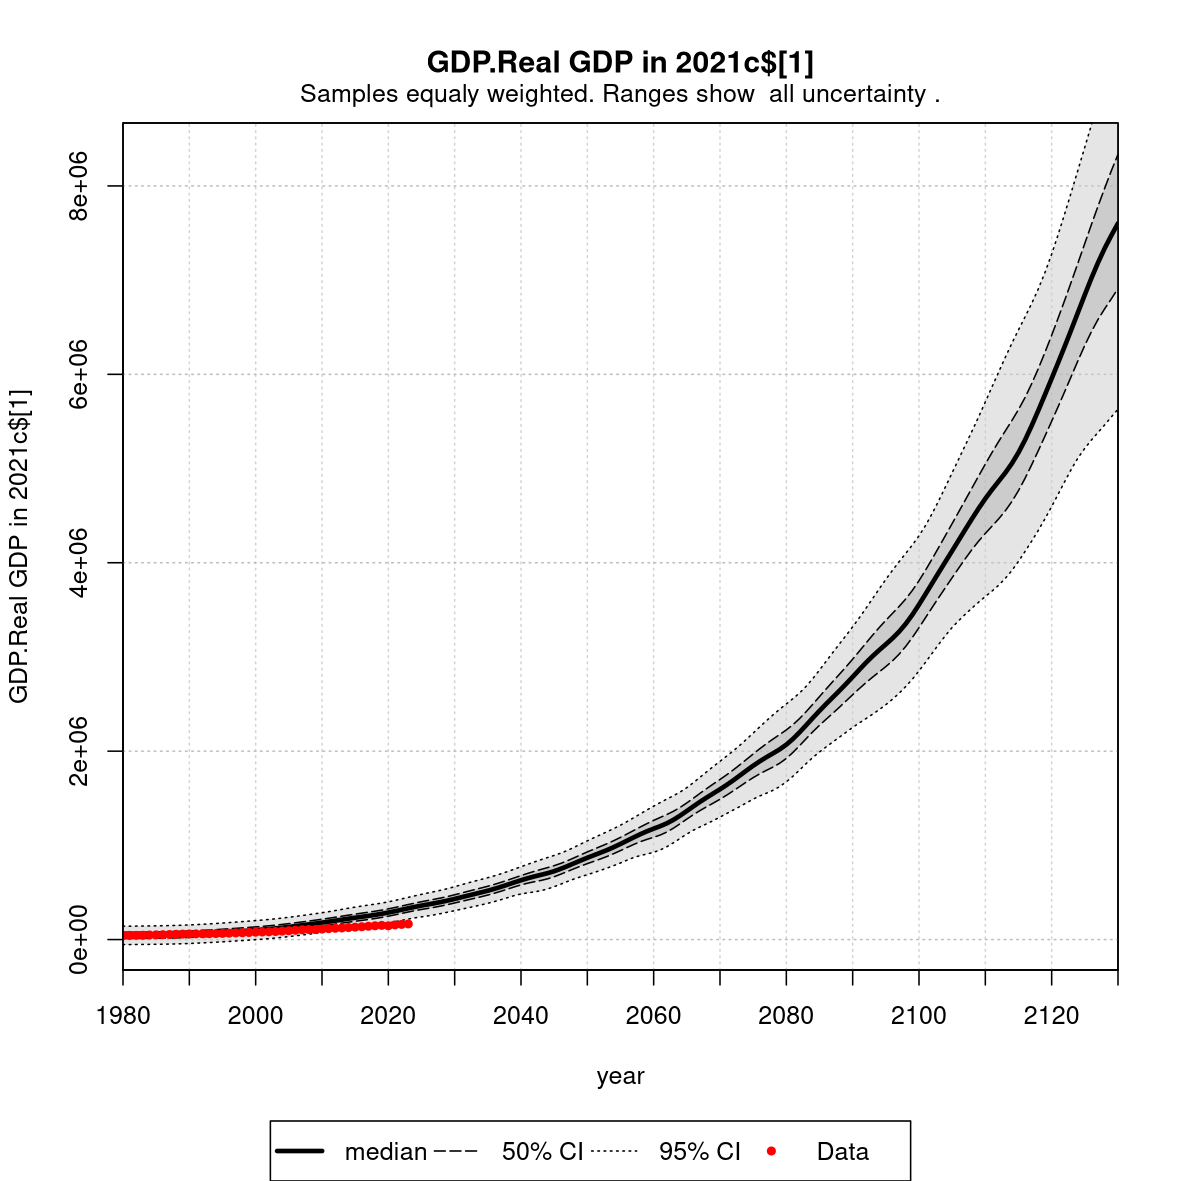 GDP.Real GDP in 2021c$[1]
Samples equaly weighted. Ranges show  all uncertainty .
GDP.Real GDP in 2021c$[1]
8e+06
6e+06
4e+06
2e+06
0e+00
1980 2000 2020 2040 2060 2080 2100 2120
year
median 50% CI 95% CI Data